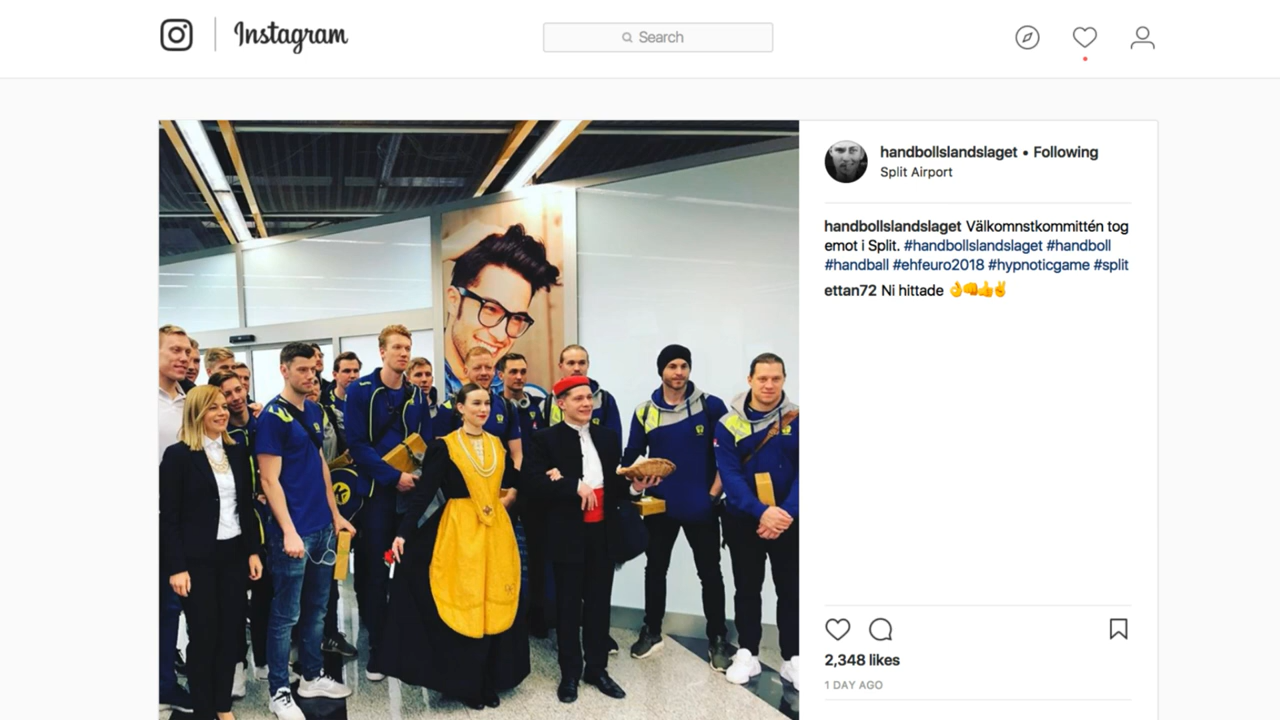 Instagram
Search
handbollslandslaget • Following
Split Airport
handbollslandslaget Välkomnstkommittén tog
emot i Split. #handbollslandslaget #handboll
#handball #ehfeuro2018 #hypnoticgame #split
ettan72 Ni hittade 👌👊👍✌
2,348 likes
1 DAY AGO